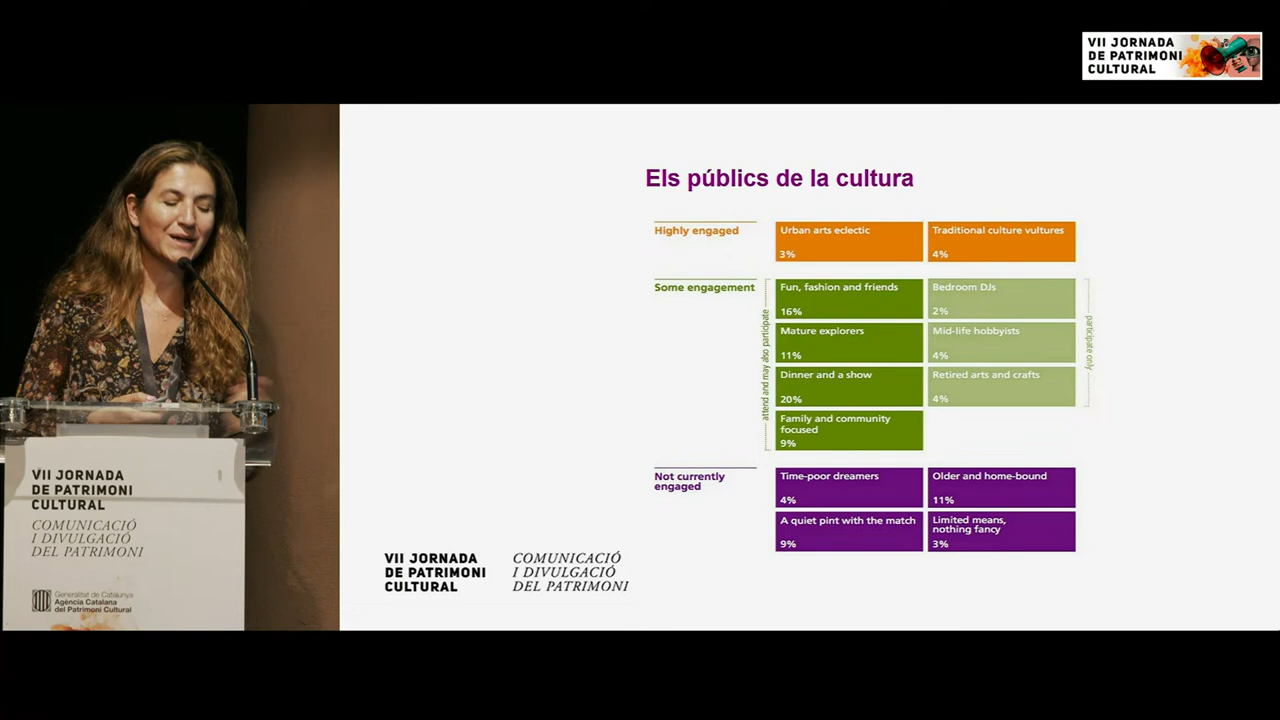 VII JORNADA
DE PATRIMONI
CULTURAL
Els públics de la cultura
Highly engaged
Urban arts eclectic
3%
Traditional culture vultures
4%
Some engagement
attend and may also participate
Fun, fashion and friends
16%
Bedroom DJs
2%
Mature explorers
11%
Mid-life hobbyists
4%
Dinner and a show
20%
Retired arts and crafts
4%
participate only
Family and community
focused
9%
Not currently
engaged
Time-poor dreamers
4%
Older and home-bound
11%
A quiet pint with the match
9%
Limited means,
nothing fancy
3%
VII JORNADA
DE PATRIMONI
CULTURAL
COMUNICACIÓ
I DIVULGACIÓ
DEL PATRIMONI
VII JORNADA
DE PATRIMONI
CULTURAL
COMUNICACIÓ
I DIVULGACIÓ
DEL PATRIMONI
Generalitat de Catalunya
Agència Catalana
del Patrimoni Cultural